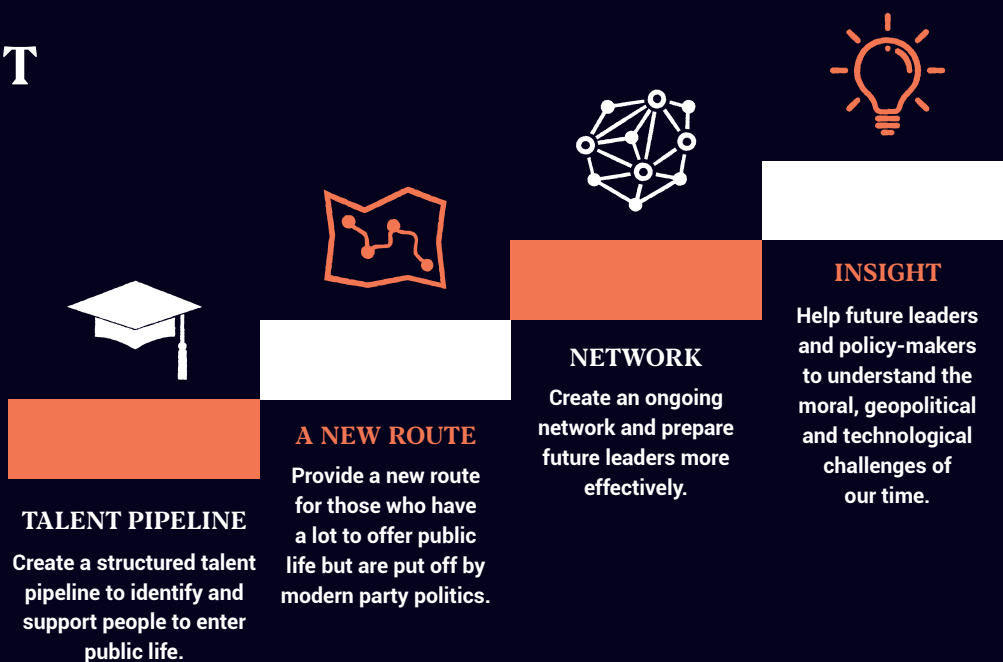 T
TALENT PIPELINE
Create a structured talent
pipeline to identify and
support people to enter
public life.
A NEW ROUTE
Provide a new route
for those who have
a lot to offer public
life but are put off by
modern party politics.
NETWORK
Create an ongoing
network and prepare
future leaders more
effectively.
INSIGHT
Help future leaders
and policy-makers
to understand the
moral, geopolitical
and technological
challenges of
our time.